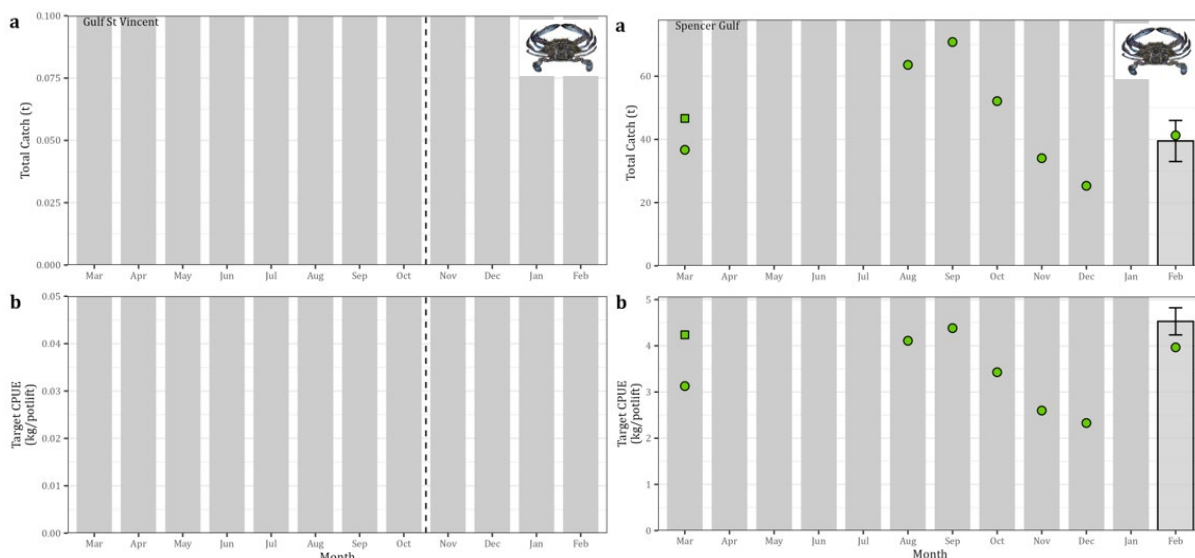 a
Gulf St Vincent
Total Catch (t)
0.100
0.075
0.050
0.025
0.000
Mar Apr May Jun Jul Aug Sep Oct Nov Dec Jan Feb
b
Target CPUE
(kg/potlift)
0.05
0.04
0.03
0.02
0.01
0.00
Mar Apr May Jun Jul Aug Sep Oct Nov Dec Jan Feb
Month
a
Spencer Gulf
Total Catch (t)
60
40
20
0
Mar Apr May Jun Jul Aug Sep Oct Nov Dec Jan Feb
b
Target CPUE
(kg/potlift)
5
4
3
2
1
0
Mar Apr May Jun Jul Aug Sep Oct Nov Dec Jan Feb
Month